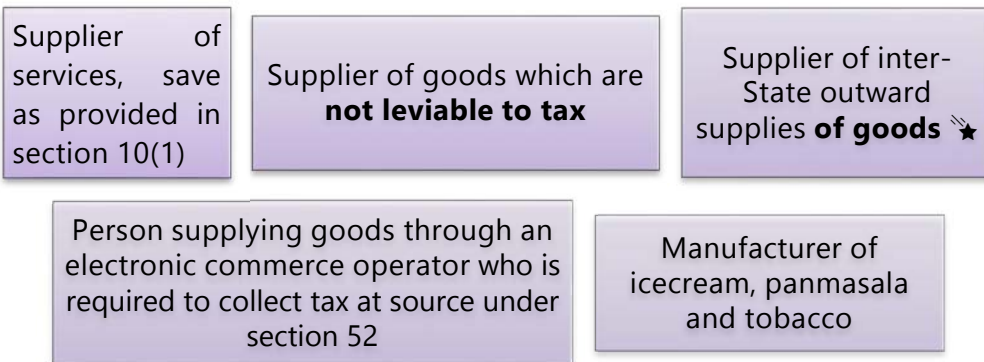 Supplier of
services, save
as provided in
section 10(1)
Supplier of goods which are
not leviable to tax
Supplier of inter-
State outward
supplies of goods
Person supplying goods through an
electronic commerce operator who is
required to collect tax at source under
section 52
Manufacturer of
icecream, panmasala
and tobacco